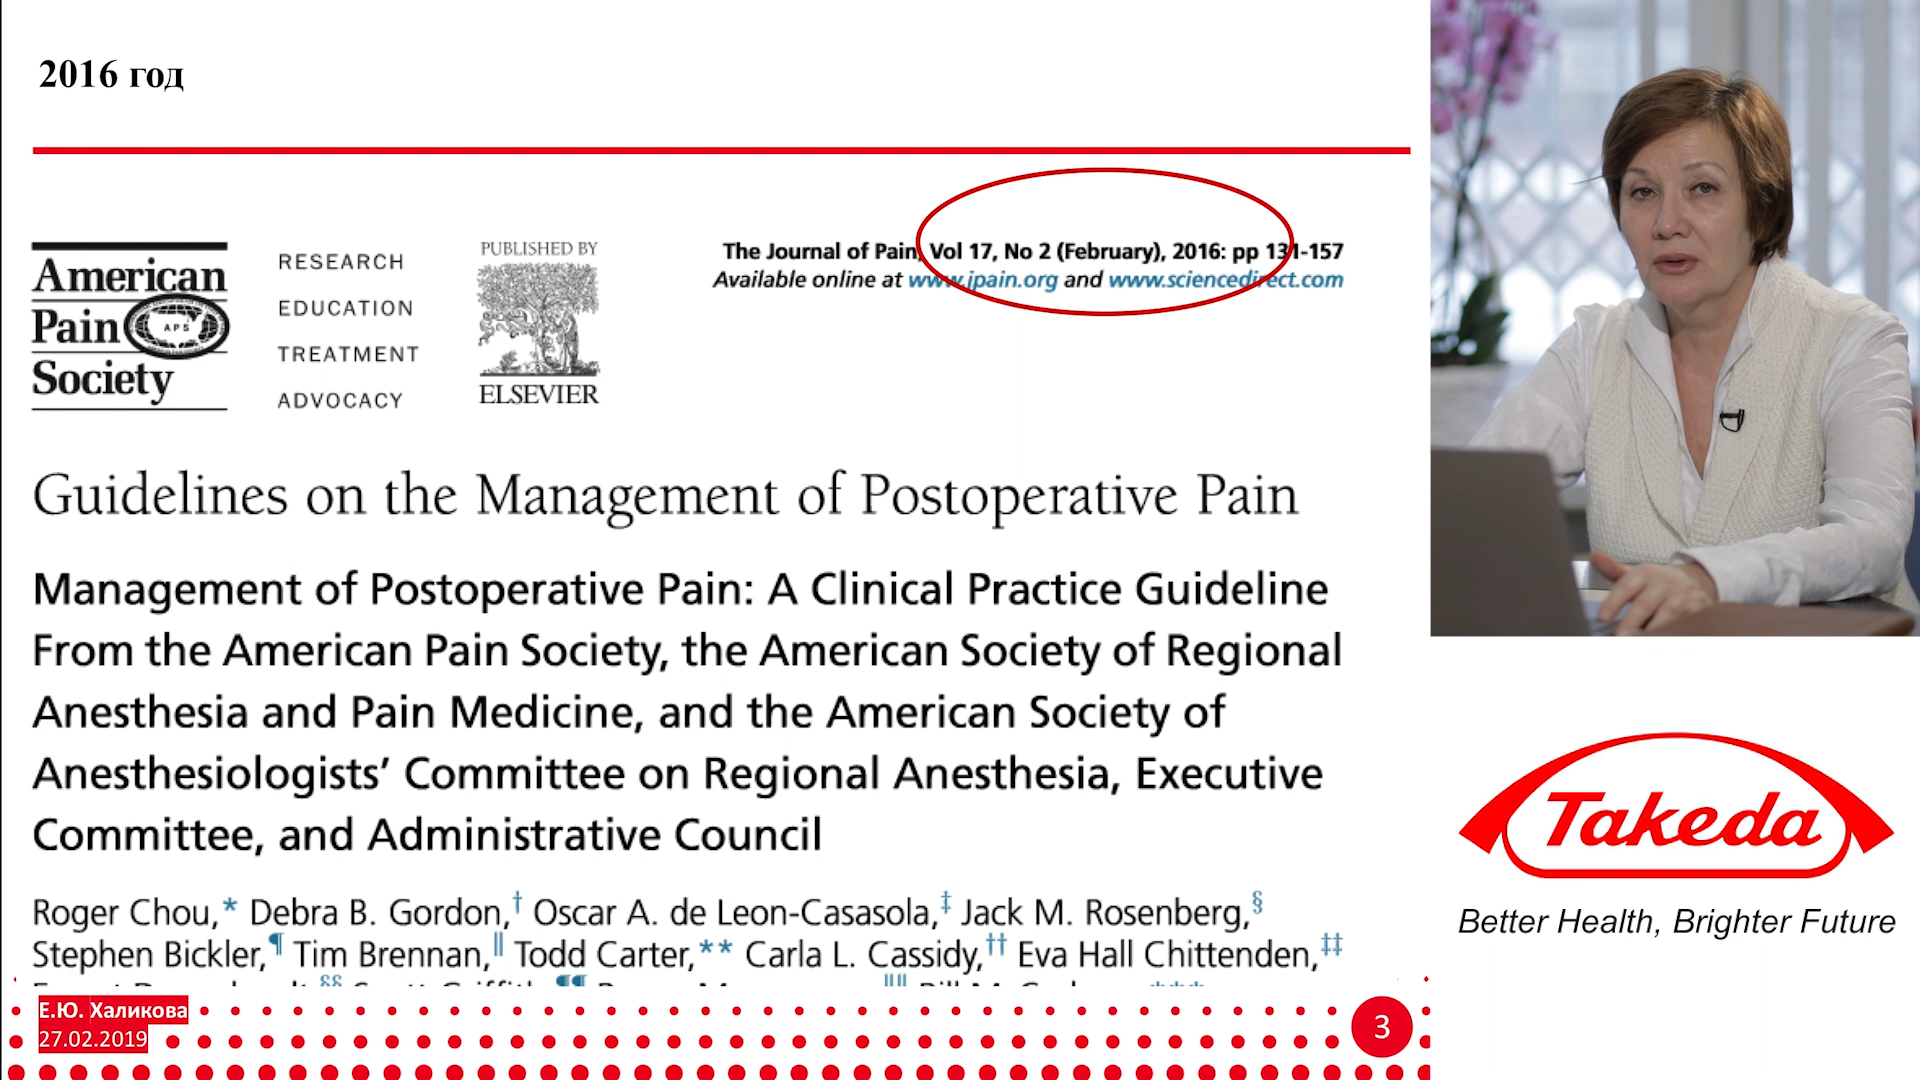 2016 год
American
Pain
APS
Society
RESEARCH
EDUCATION
TREATMENT
ADVOCACY
PUBLISHED BY
ELSEVIER
The Journal of Pain, Vol 17, No 2 (February), 2016: pp 131-157
Available online at www.jpain.org and www.sciencedirect.com
Guidelines on the Management of Postoperative Pain
Management of Postoperative Pain: A Clinical Practice Guideline
From the American Pain Society, the American Society of Regional
Anesthesia and Pain Medicine, and the American Society of
Anesthesiologists’ Committee on Regional Anesthesia, Executive
Committee, and Administrative Council
Roger Chou,* Debra B. Gordon,† Oscar A. de Leon-Casasola,‡ Jack M. Rosenberg,§
Stephen Bickler,¶ Tim Brennan,‖ Todd Carter,** Carla L. Cassidy,†† Eva Hall Chittenden,‡‡
Е.Ю. Халикова
27.02.2019
3
Takeda
Better Health, Brighter Future